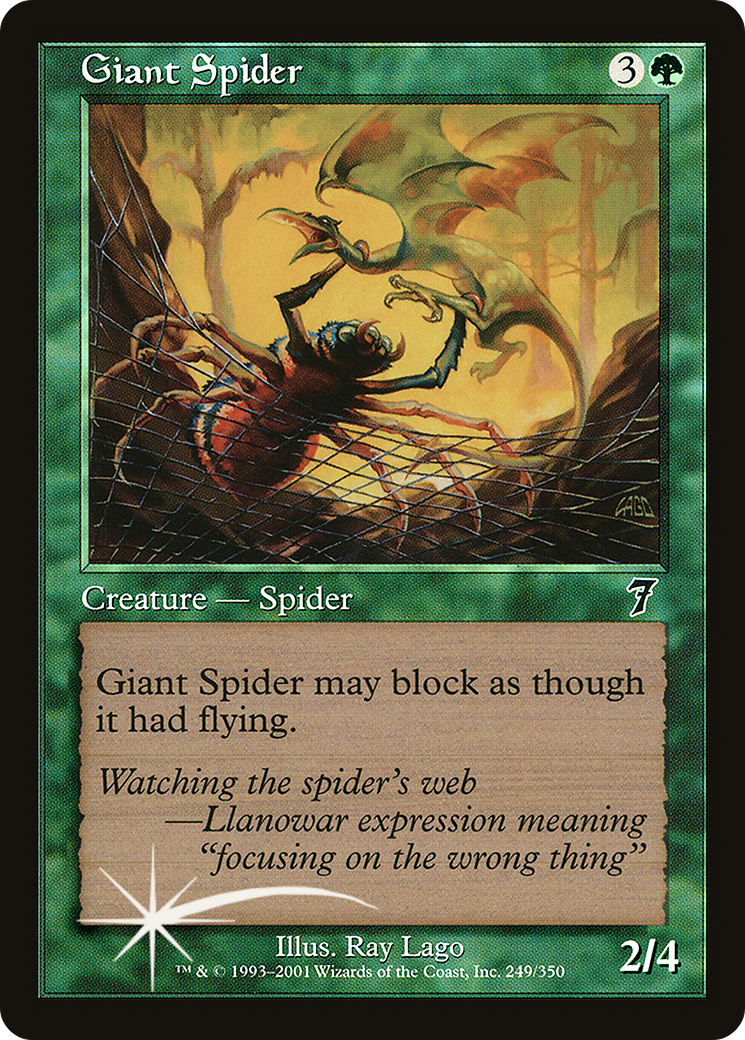 Giant Spider 3
LAGO
Creature — Spider 7
Giant Spider may block as though
it had flying.
Watching the spider's web
—Llanowar expression meaning
“focusing on the wrong thing”
Illus. Ray Lago
™ & © 1993–2001 Wizards of the Coast, Inc. 249/350
2/4